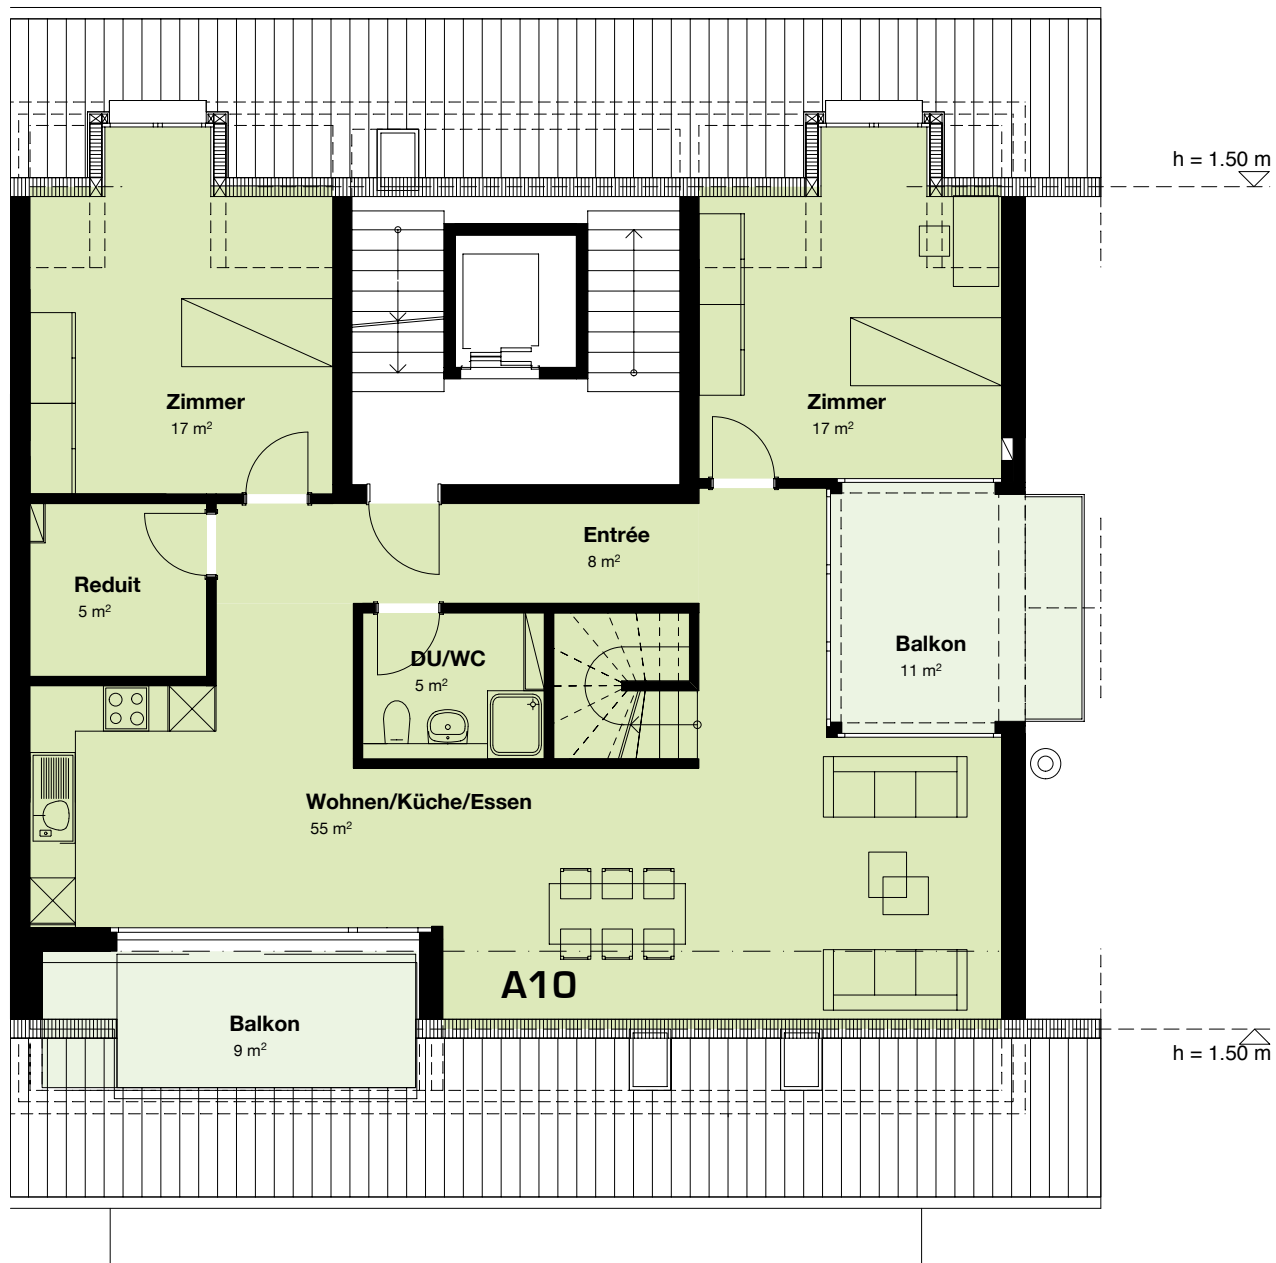 h = 1.50 m
Zimmer
17 m²
Zimmer
17 m²
Entrée
8 m²
Reduit
5 m²
DU/WC
5 m²
Balkon
11 m²
Wohnen/Küche/Essen
55 m²
A10
Balkon
9 m²
h = 1.50 m